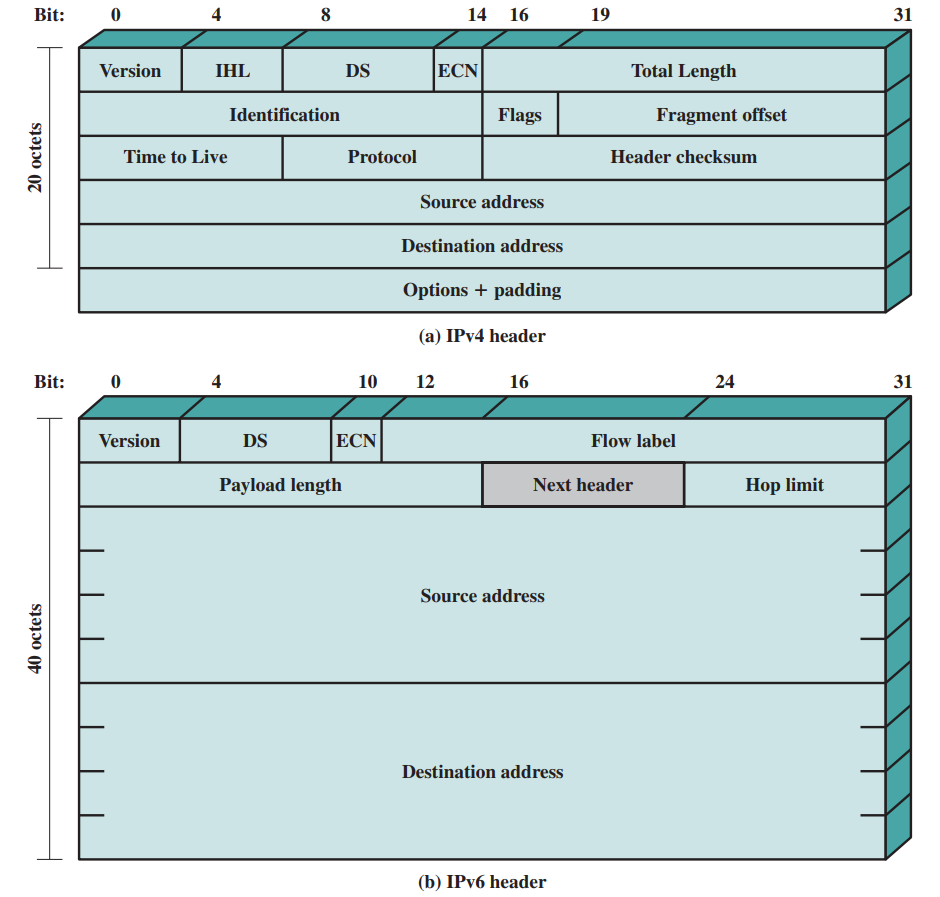 Bit: 0 4 8 14 16 19 31
Version IHL DS ECN Total Length
Identification Flags Fragment offset
Time to Live Protocol Header checksum
Source address
Destination address
Options + padding
20 octets
(a) IPv4 header
Bit: 0 4 10 12 16 24 31
Version DS ECN Flow label
Payload length Next header Hop limit
Source address
Destination address
40 octets
(b) IPv6 header